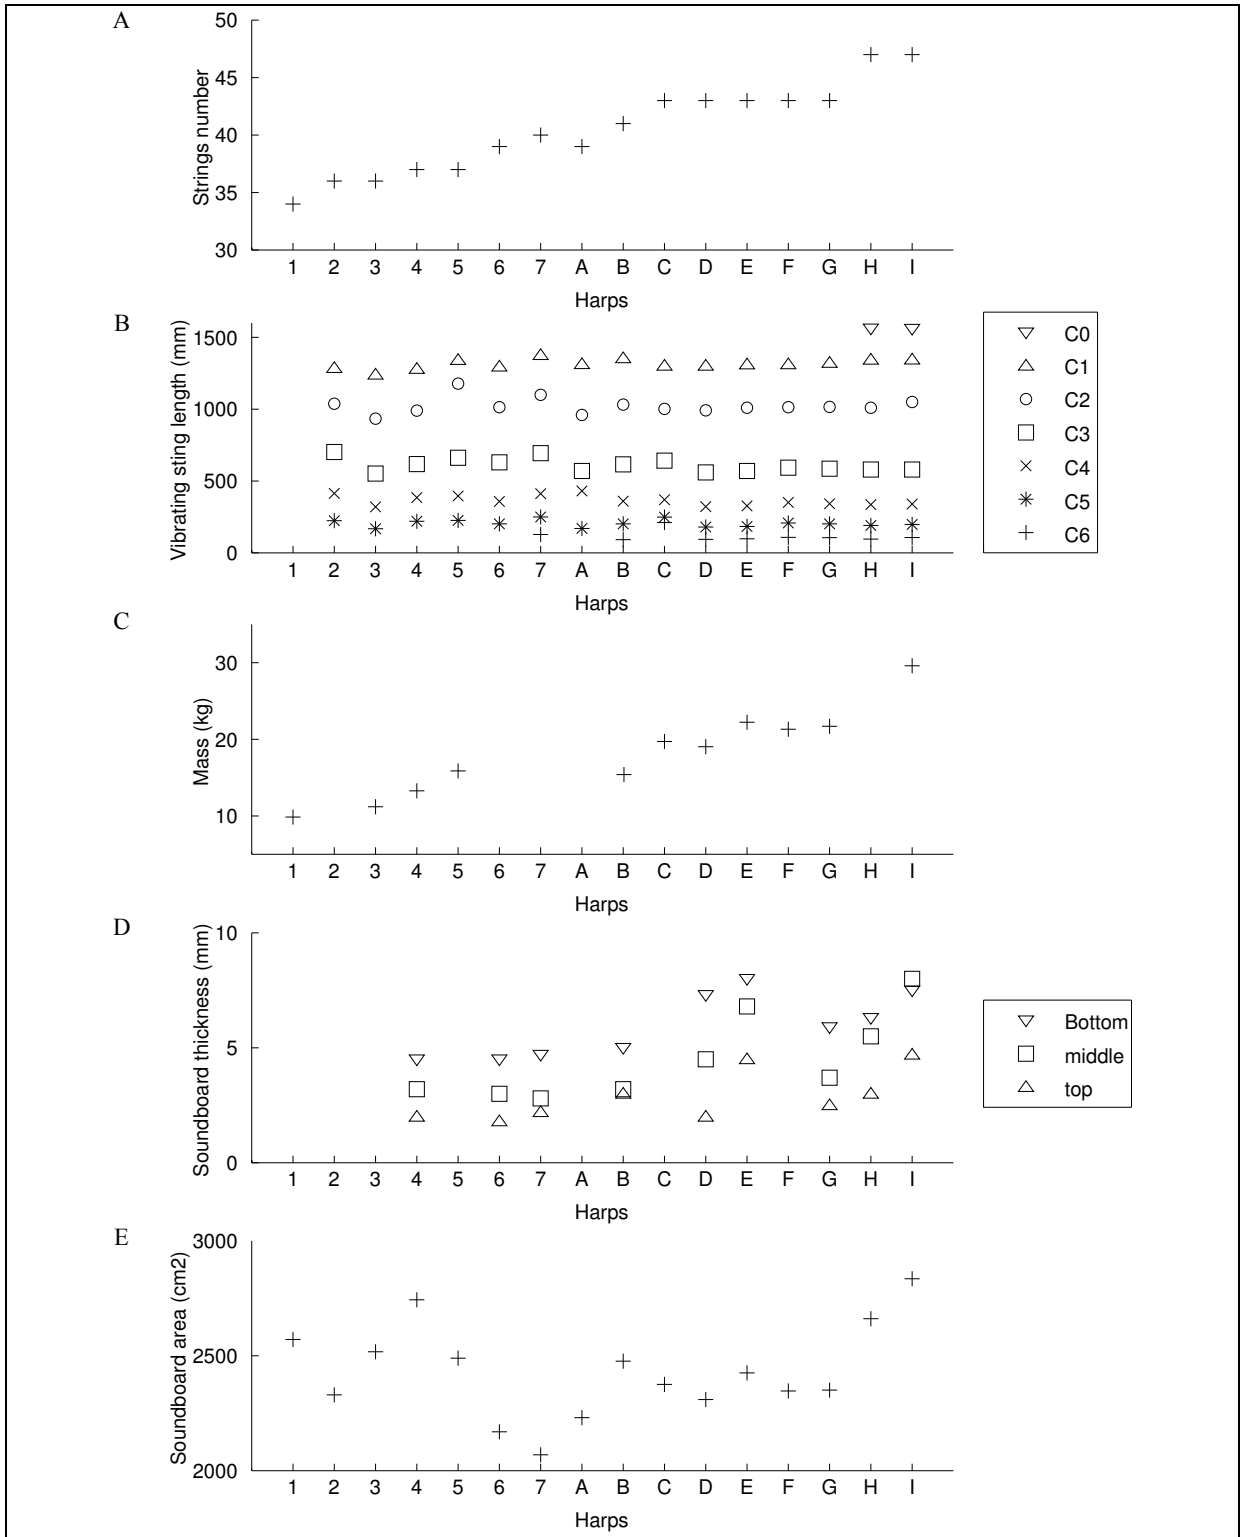 A
50
45
40
35
30
Strings number
1 2 3 4 5 6 7 A B C D E F G H I
Harps
B
1500
1000
500
0
Vibrating sting length (mm)
1 2 3 4 5 6 7 A B C D E F G H I
Harps
C0
C1
C2
C3
C4
C5
C6
C
30
20
10
Mass (kg)
1 2 3 4 5 6 7 A B C D E F G H I
Harps
D
10
5
0
Soundboard thickness (mm)
1 2 3 4 5 6 7 A B C D E F G H I
Harps
Bottom
middle
top
E
3000
2500
2000
Soundboard area (cm2)
1 2 3 4 5 6 7 A B C D E F G H I
Harps